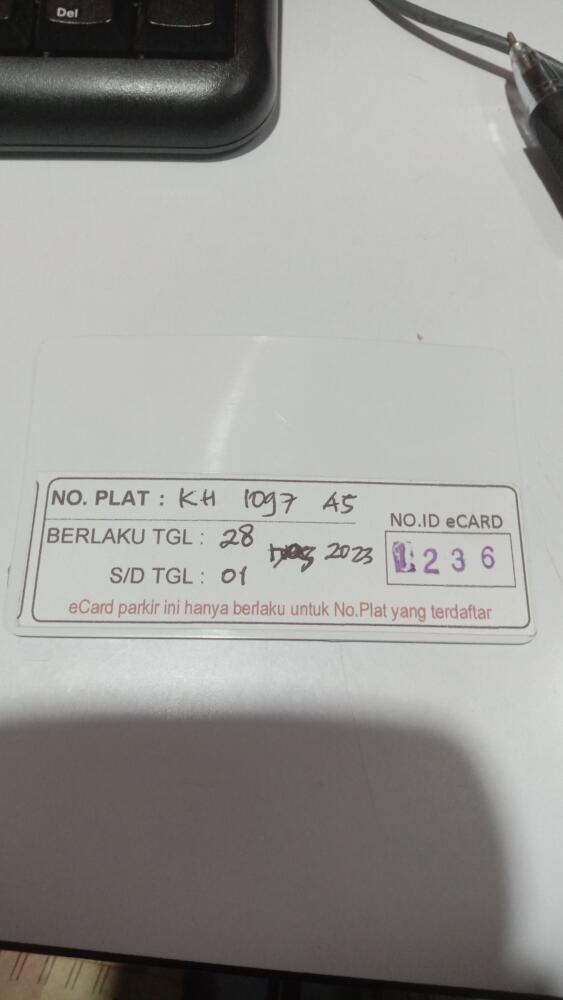 Del
NO. PLAT : KH 1097 AS
NO.ID eCARD
BERLAKU TGL : 28
2023
1236
S/D TGL : 01
eCard parkir ini hanya berlaku untuk No.Plat yang terdaftar